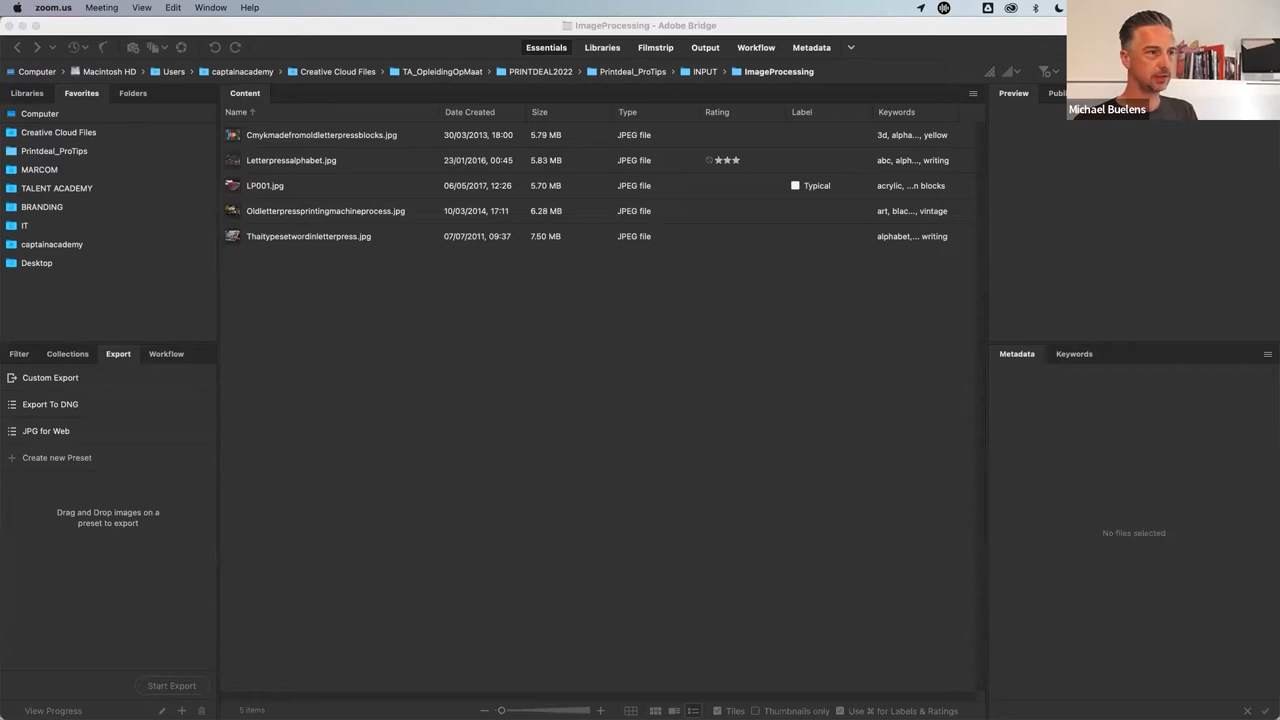 zoom.us Meeting View Edit Window Help
ImageProcessing - Adobe Bridge
Essentials Libraries Filmstrip Output Workflow Metadata
Computer Macintosh HD Users captainacademy Creative Cloud Files TA_OpleidingOpMaat PRINTDEAL2022 Printdeal_ProTips INPUT ImageProcessing
Michael Buelens
Libraries Favorites Folders
Computer
Creative Cloud Files
Printdeal_ProTips
MARCOM
TALENT ACADEMY
BRANDING
IT
captainacademy
Desktop
Content
Name Date Created Size Type Rating Label Keywords
Cmykmadefromoldletterpressblocks.jpg 30/03/2013, 18:00 5.79 MB JPEG file 3d, alpha..., yellow
Letterpressalphabet.jpg 23/01/2016, 00:45 5.83 MB JPEG file ★★★ abc, alph..., writing
LP001.jpg 06/05/2017, 12:26 5.70 MB JPEG file Typical acrylic, ...n blocks
Oldletterpressprintingmachineprocess.jpg 10/03/2014, 17:11 6.28 MB JPEG file art, blac..., vintage
Thaitypesetwordinletterpress.jpg 07/07/2011, 09:37 7.50 MB JPEG file alphabet,... writing
Preview
Filter Collections Export Workflow
Custom Export
Export To DNG
JPG for Web
Create new Preset
Drag and Drop images on a
preset to export
Start Export
View Progress
5 items
Tiles Thumbnails only Use ⌘ for Labels & Ratings
Metadata Keywords
No files selected